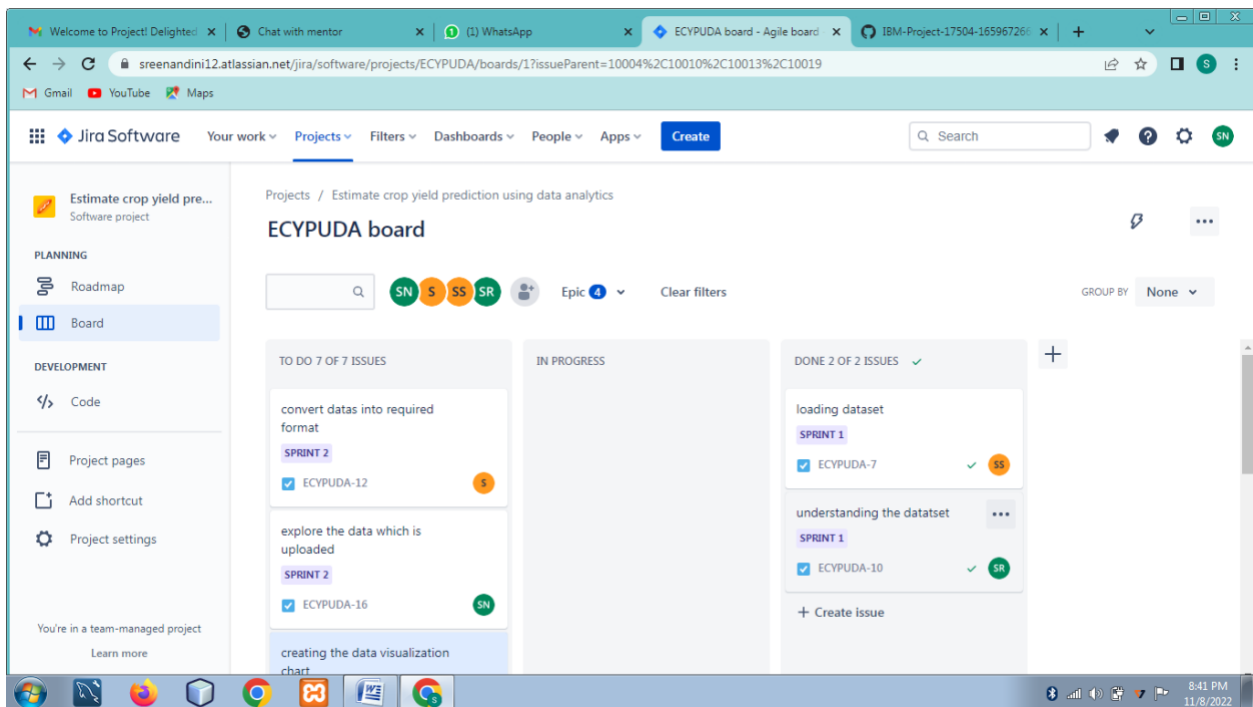 Welcome to Project! Delighted
Chat with mentor
(1) WhatsApp
ECYPUDA board - Agile board
IBM-Project-17504-165967266
sreenandini12.atlassian.net/jira/software/projects/ECYPUDA/boards/1?issueParent=10004%2C10010%2C10013%2C10019
S
Gmail
YouTube
Maps
Jira Software
Your work
Projects
Filters
Dashboards
People
Apps
Create
Search
SN
Estimate crop yield pre...
Software project
PLANNING
Roadmap
Board
DEVELOPMENT
Code
Project pages
Add shortcut
Project settings
You're in a team-managed project
Learn more
Projects / Estimate crop yield prediction using data analytics
ECYPUDA board
SN S SS SR
Epic 4
Clear filters
GROUP BY None
TO DO 7 OF 7 ISSUES
convert datas into required
format
SPRINT 2
ECYPUDA-12
S
explore the data which is
uploaded
SPRINT 2
ECYPUDA-16
SN
creating the data visualization
chart
IN PROGRESS
DONE 2 OF 2 ISSUES
loading dataset
SPRINT 1
ECYPUDA-7
SS
understanding the datatset
SPRINT 1
ECYPUDA-10
SR
+ Create issue
8:41 PM
11/8/2022